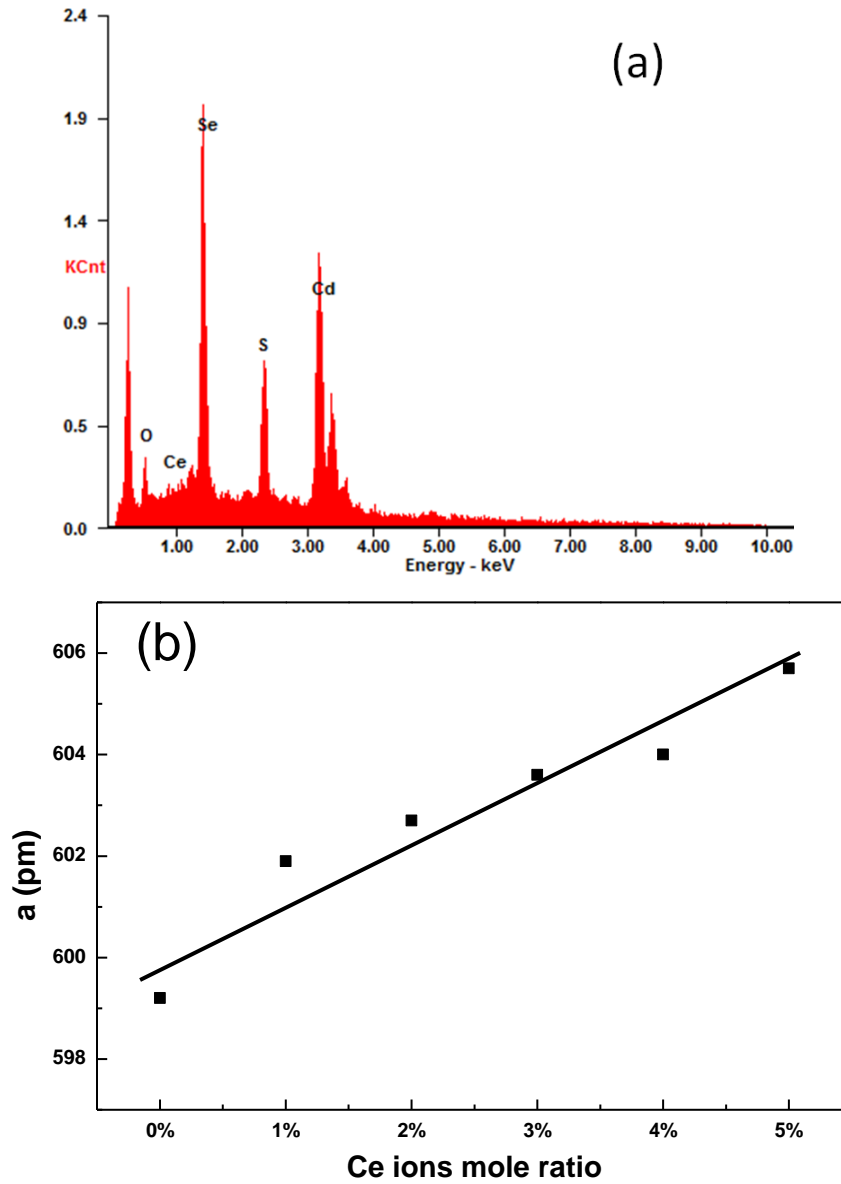 2.4
(a)
1.9
Se
1.4
KCnt
Cd
0.9
S
0.5
O
Ce
0.0
1.00 2.00 3.00 4.00 5.00 6.00 7.00 8.00 9.00 10.00
Energy - keV
(b)
606
604
602
600
598
a (pm)
0% 1% 2% 3% 4% 5%
Ce ions mole ratio